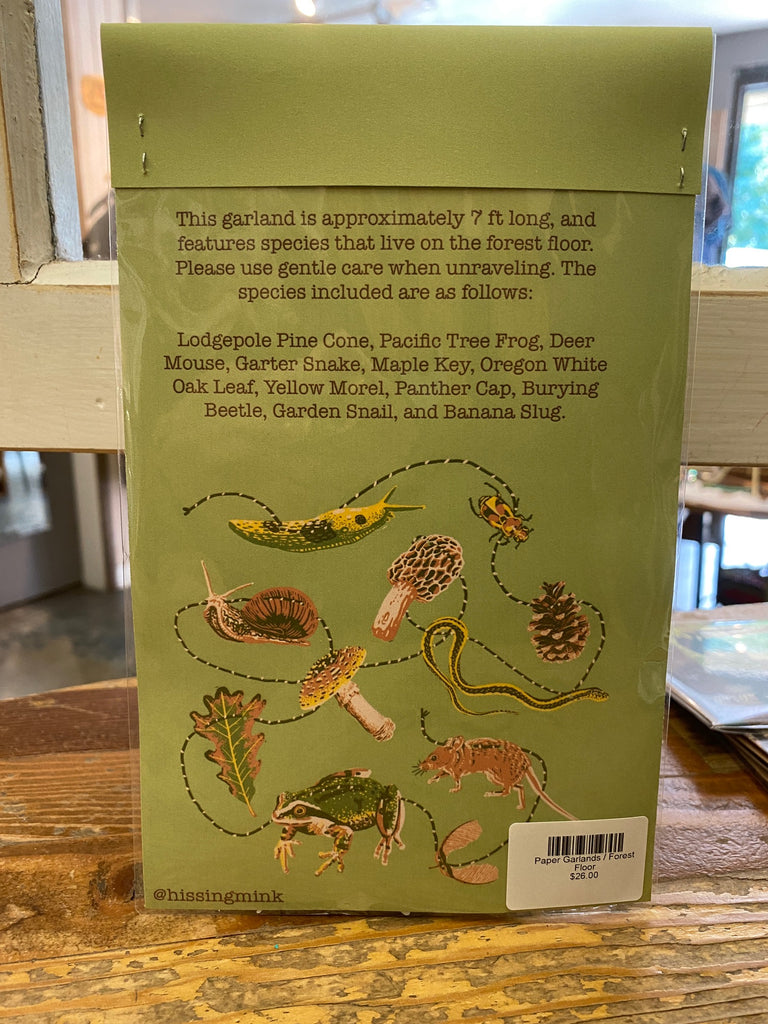 This garland is approximately 7 ft long, and
features species that live on the forest floor.
Please use gentle care when unraveling. The
species included are as follows:
Lodgepole Pine Cone, Pacific Tree Frog, Deer
Mouse, Garter Snake, Maple Key, Oregon White
Oak Leaf, Yellow Morel, Panther Cap, Burying
Beetle, Garden Snail, and Banana Slug.
@hissingmink
Paper Garlands / Forest
Floor
$26.00